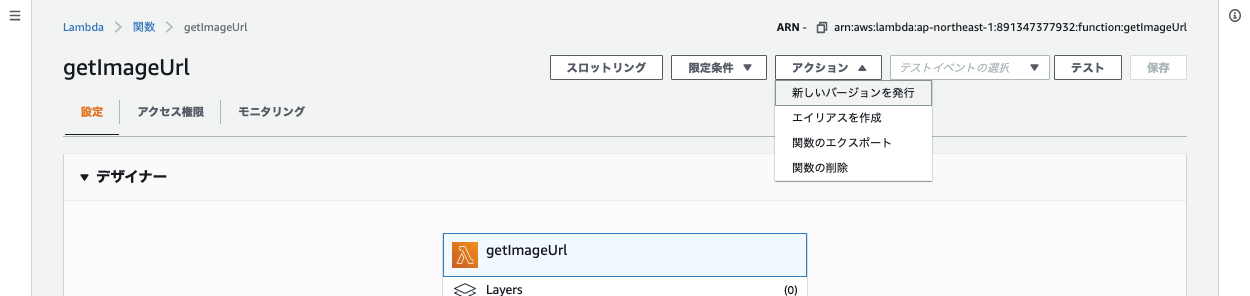 Lambda > 関数 > getImageUrl
ARN - arn:aws:lambda:ap-northeast-1:891347377932:function:getImageUrl
getImageUrl
スロットリング 限定条件 ▼ アクション ▲ テストイベントの選択 ▼ テスト 保存
新しいバージョンを発行
エイリアスを作成
関数のエクスポート
関数の削除
設定 アクセス権限 モニタリング
▼ デザイナー
getImageUrl
Layers (0)